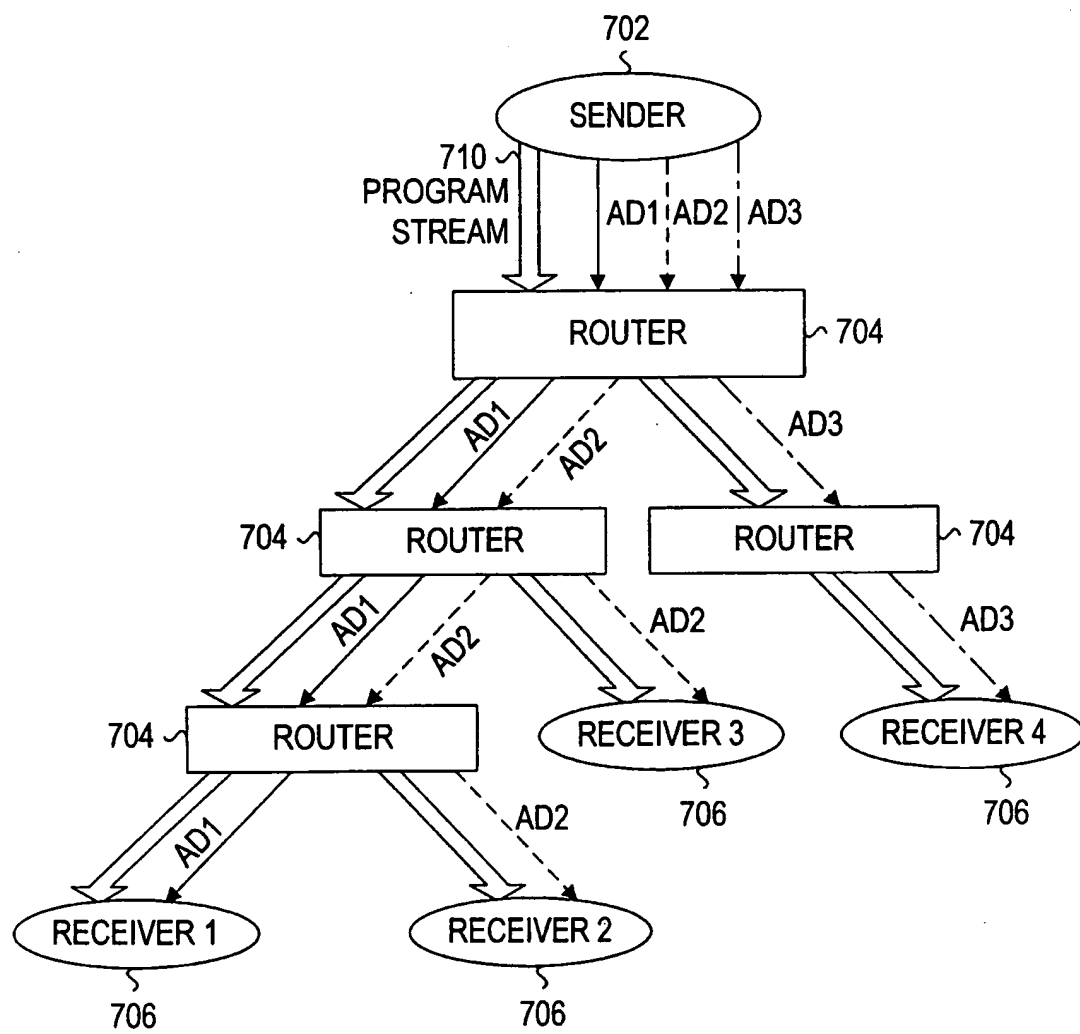 702
SENDER
710
PROGRAM
STREAM
AD1
AD2
AD3
ROUTER
704
AD1
AD2
AD3
704
ROUTER
ROUTER
704
AD1
AD2
AD2
AD3
704
ROUTER
RECEIVER 3
RECEIVER 4
706
706
AD1
AD2
RECEIVER 1
RECEIVER 2
706
706